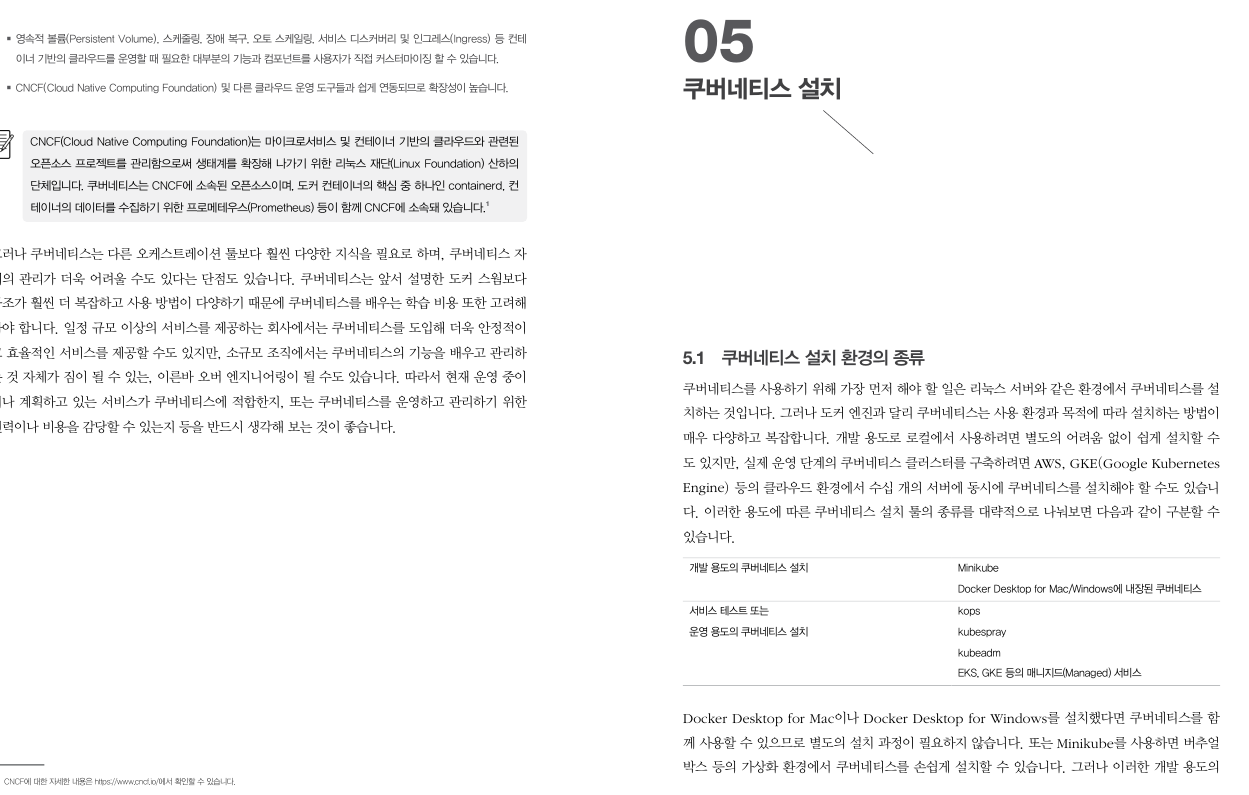 ▪ 영속적 볼륨(Persistent Volume), 스케줄링, 장애 복구, 오토 스케일링, 서비스 디스커버리 및 인그레스(Ingress) 등 컨테
이너 기반의 클라우드를 운영할 때 필요한 대부분의 기능과 컴포넌트를 사용자가 직접 커스터마이징 할 수 있습니다.
▪ CNCF(Cloud Native Computing Foundation) 및 다른 클라우드 운영 도구들과 쉽게 연동되므로 확장성이 높습니다.
CNCF(Cloud Native Computing Foundation)는 마이크로서비스 및 컨테이너 기반의 클라우드와 관련된
오픈소스 프로젝트를 관리함으로써 생태계를 확장해 나가기 위한 리눅스 재단(Linux Foundation) 산하의
단체입니다. 쿠버네티스는 CNCF에 소속된 오픈소스이며, 도커 컨테이너의 핵심 중 하나인 containerd, 컨
테이너의 데이터를 수집하기 위한 프로메테우스(Prometheus) 등이 함께 CNCF에 소속돼 있습니다.¹
러나 쿠버네티스는 다른 오케스트레이션 툴보다 훨씬 다양한 지식을 필요로 하며, 쿠버네티스 자
의 관리가 더욱 어려울 수도 있다는 단점도 있습니다. 쿠버네티스는 앞서 설명한 도커 스웜보다
조가 훨씬 더 복잡하고 사용 방법이 다양하기 때문에 쿠버네티스를 배우는 학습 비용 또한 고려해
야 합니다. 일정 규모 이상의 서비스를 제공하는 회사에서는 쿠버네티스를 도입해 더욱 안정적이
효율적인 서비스를 제공할 수도 있지만, 소규모 조직에서는 쿠버네티스의 기능을 배우고 관리하
것 자체가 짐이 될 수 있는, 이른바 오버 엔지니어링이 될 수도 있습니다. 따라서 현재 운영 중이
나 계획하고 있는 서비스가 쿠버네티스에 적합한지, 또는 쿠버네티스를 운영하고 관리하기 위한
력이나 비용을 감당할 수 있는지 등을 반드시 생각해 보는 것이 좋습니다.
CNCF에 대한 자세한 내용은 https://www.cncf.io/에서 확인할 수 있습니다.
05
쿠버네티스 설치
5.1 쿠버네티스 설치 환경의 종류
쿠버네티스를 사용하기 위해 가장 먼저 해야 할 일은 리눅스 서버와 같은 환경에서 쿠버네티스를 설
치하는 것입니다. 그러나 도커 엔진과 달리 쿠버네티스는 사용 환경과 목적에 따라 설치하는 방법이
매우 다양하고 복잡합니다. 개발 용도로 로컬에서 사용하려면 별도의 어려움 없이 쉽게 설치할 수
도 있지만, 실제 운영 단계의 쿠버네티스 클러스터를 구축하려면 AWS, GKE(Google Kubernetes
Engine) 등의 클라우드 환경에서 수십 개의 서버에 동시에 쿠버네티스를 설치해야 할 수도 있습니
다. 이러한 용도에 따른 쿠버네티스 설치 툴의 종류를 대략적으로 나눠보면 다음과 같이 구분할 수
있습니다.
개발 용도의 쿠버네티스 설치 Minikube
Docker Desktop for Mac/Windows에 내장된 쿠버네티스
서비스 테스트 또는 kops
운영 용도의 쿠버네티스 설치 kubespray
kubeadm
EKS, GKE 등의 매니지드(Managed) 서비스
Docker Desktop for Mac이나 Docker Desktop for Windows를 설치했다면 쿠버네티스를 함
께 사용할 수 있으므로 별도의 설치 과정이 필요하지 않습니다. 또는 Minikube를 사용하면 버추얼
박스 등의 가상화 환경에서 쿠버네티스를 손쉽게 설치할 수 있습니다. 그러나 이러한 개발 용도의